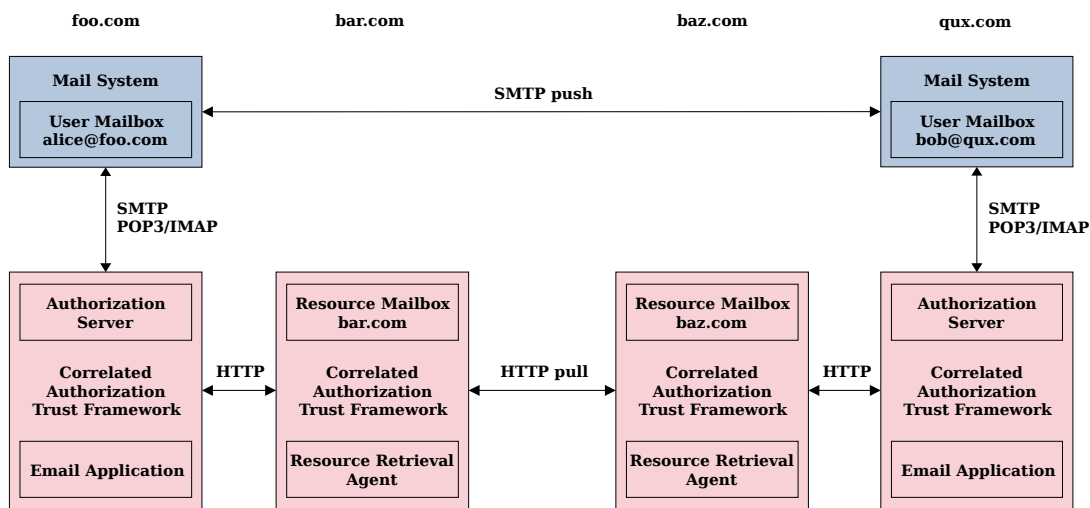 foo.com
bar.com
baz.com
qux.com
Mail System
User Mailbox
alice@foo.com
SMTP push
Mail System
User Mailbox
bob@qux.com
SMTP
POP3/IMAP
SMTP
POP3/IMAP
Authorization
Server
Correlated
Authorization
Trust Framework
Email Application
HTTP
Resource Mailbox
bar.com
Correlated
Authorization
Trust Framework
Resource Retrieval
Agent
HTTP pull
Resource Mailbox
baz.com
Correlated
Authorization
Trust Framework
Resource Retrieval
Agent
HTTP
Authorization
Server
Correlated
Authorization
Trust Framework
Email Application